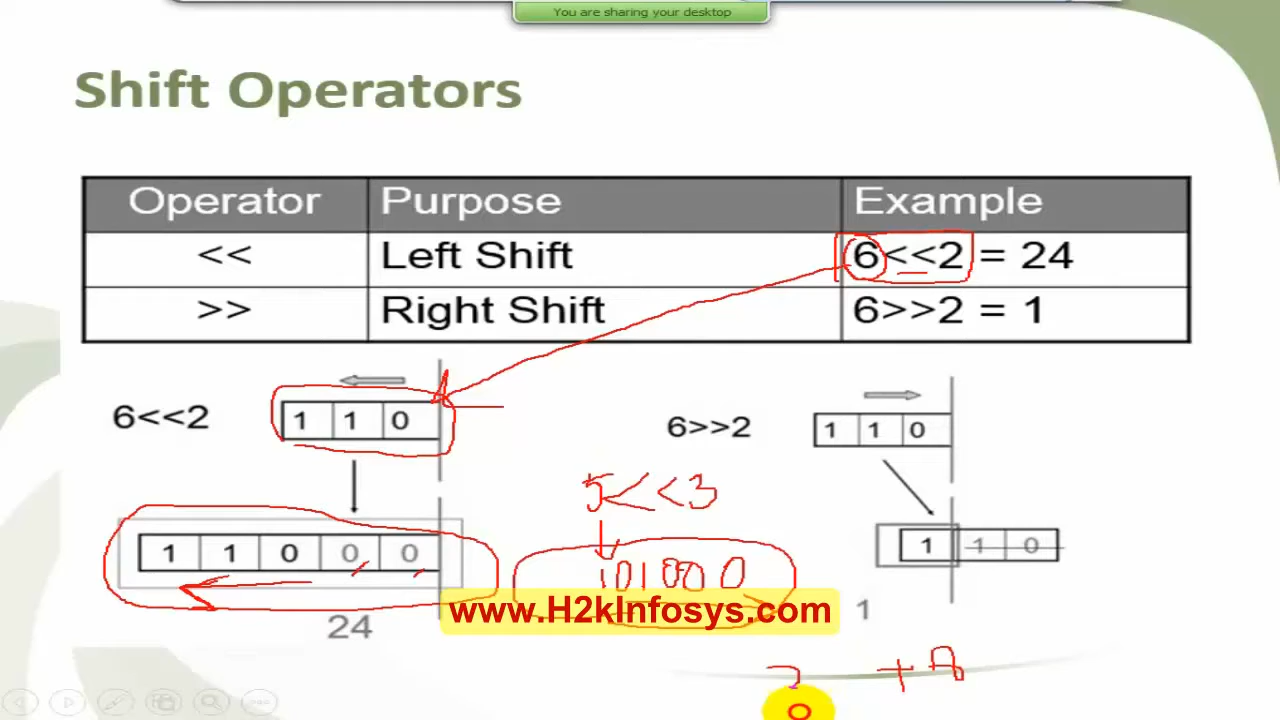 You are sharing your desktop
Shift Operators
Operator Purpose Example
<< Left Shift 6<<2 = 24
>> Right Shift 6>>2 = 1
6<<2 1 1 0
6>>2 1 1 0
5<<3
1 1 0 0 0
1 1 0
101000
www.H2kInfosys.com
24
1
+8